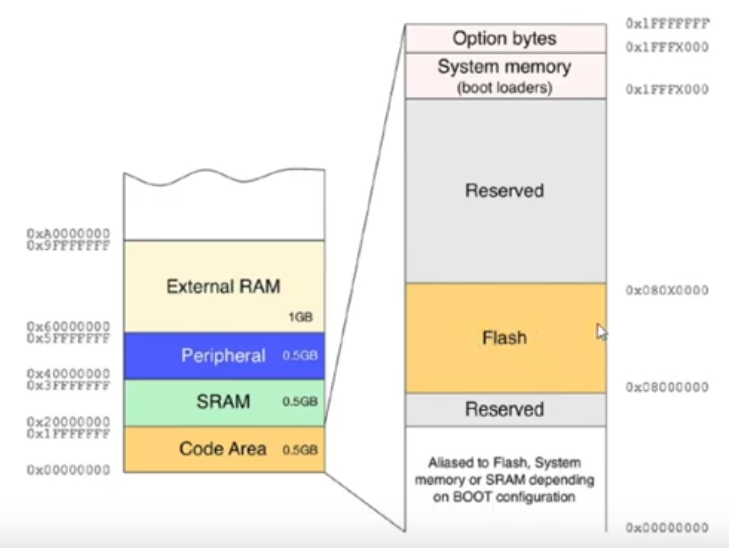 0xA0000000
0x9FFFFFFF
External RAM
1GB
0x60000000
0x5FFFFFFF
Peripheral 0.5GB
0x40000000
0x3FFFFFFF
SRAM 0.5GB
0x20000000
0x1FFFFFFF
Code Area 0.5GB
0x00000000
0x1FFFFFFF
Option bytes
0x1FFFX000
System memory
(boot loaders)
0x1FFFX000
Reserved
0x080X0000
Flash
0x08000000
Reserved
Aliased to Flash, System
memory or SRAM depending
on BOOT configuration
0x00000000